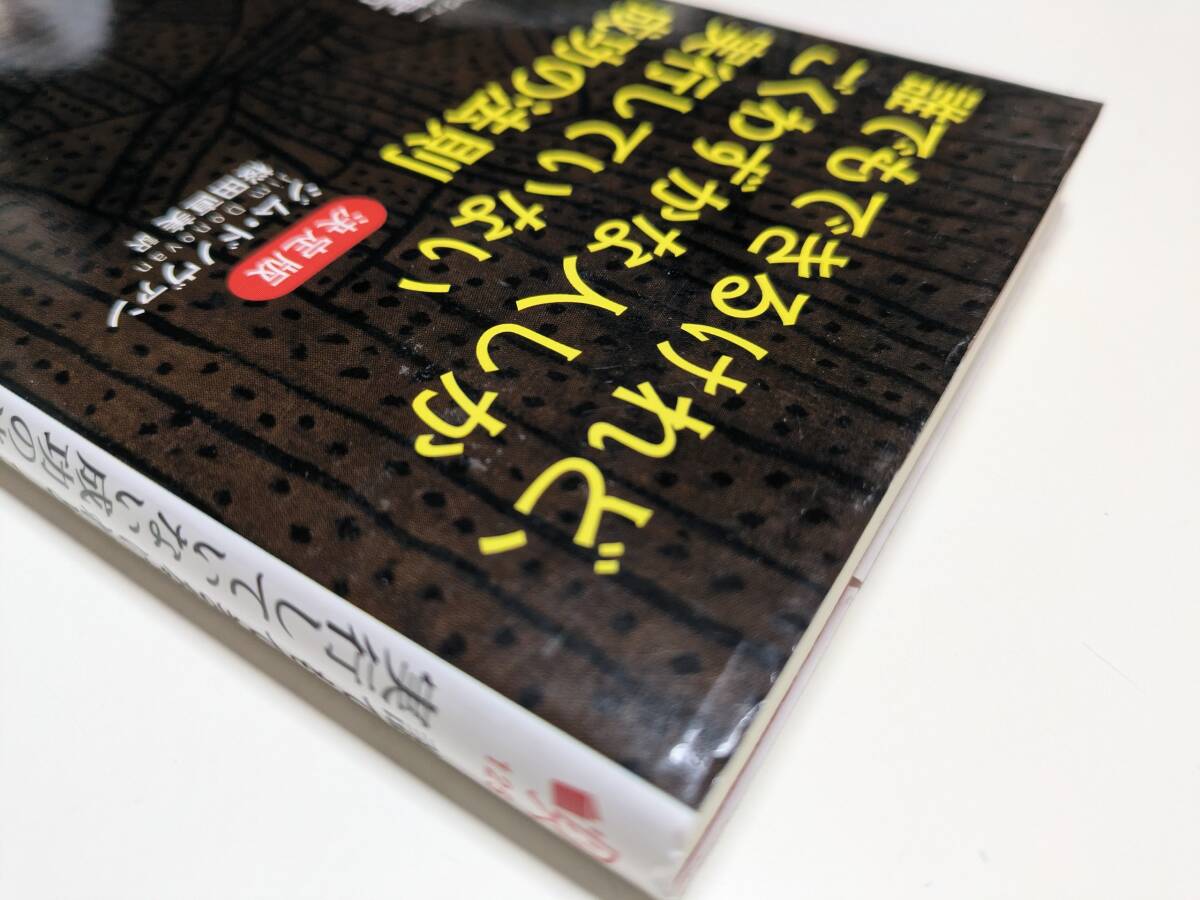 誰でもできるけれど、
ごくわずかな人しか
実行していない
成功の法則
決定版
ジム・ドノヴァン
Jim Donovan
桜田直美 訳
実行していない
成功の